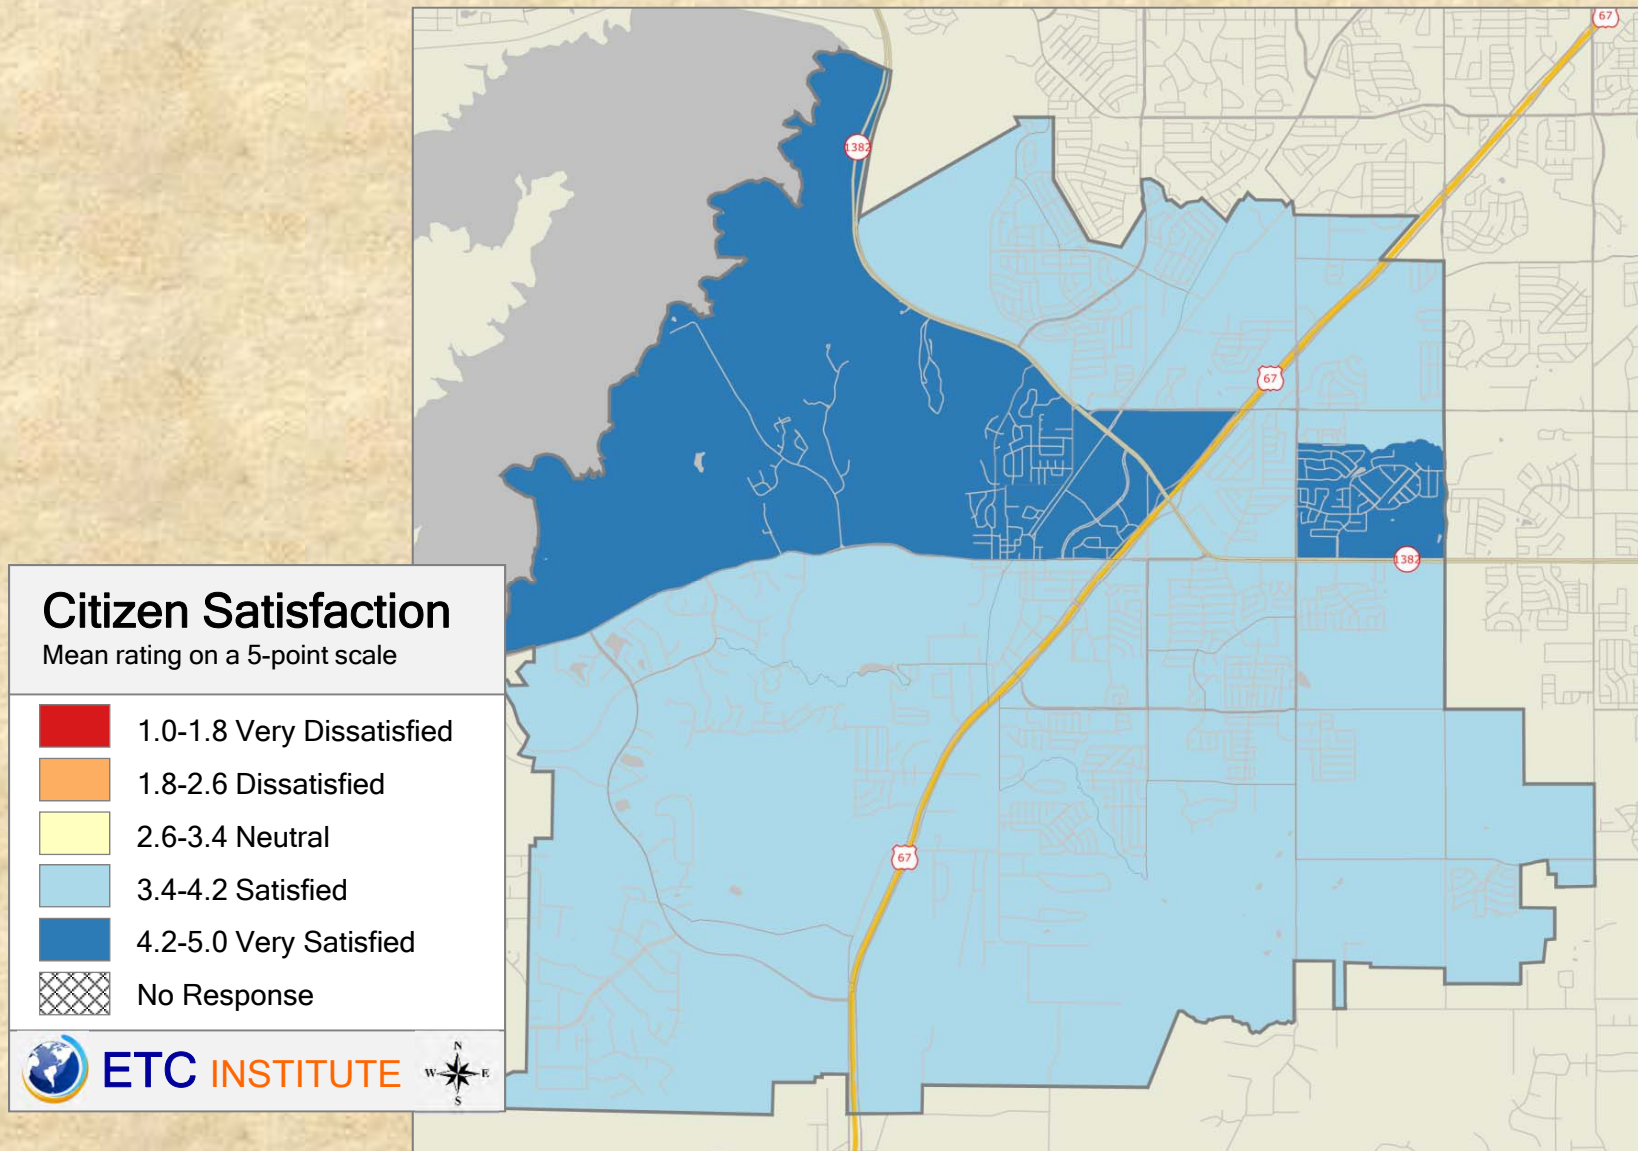 67
1382
67
1382
67
Citizen Satisfaction
Mean rating on a 5-point scale
1.0-1.8 Very Dissatisfied
1.8-2.6 Dissatisfied
2.6-3.4 Neutral
3.4-4.2 Satisfied
4.2-5.0 Very Satisfied
No Response
ETC INSTITUTE
N
W E
S